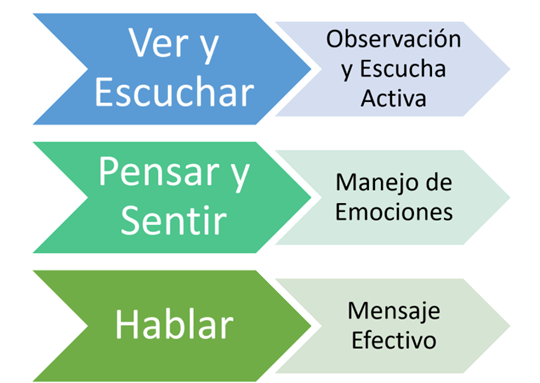 Ver y
Escuchar
Observación
y Escucha
Activa
Pensar y
Sentir
Manejo de
Emociones
Hablar
Mensaje
Efectivo